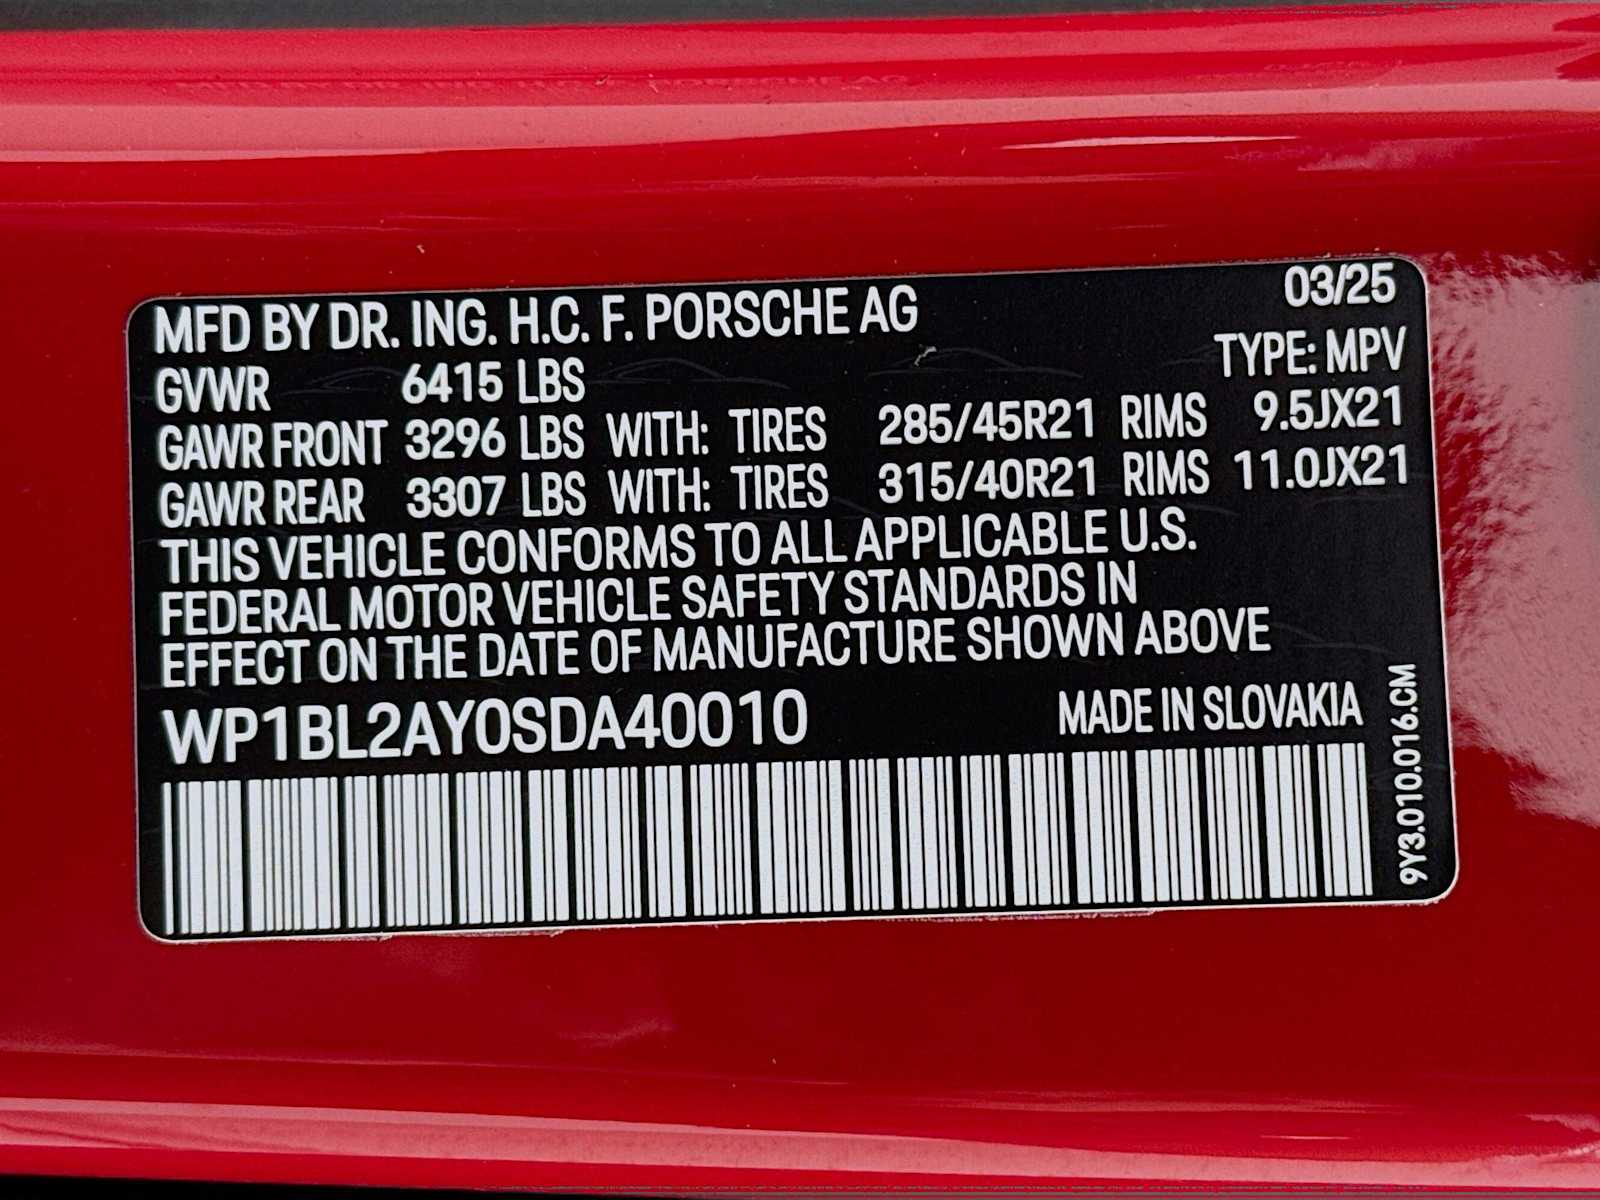 MFD BY DR. ING. H.C. F. PORSCHE AG 03/25
GVWR 6415 LBS TYPE: MPV
GAWR FRONT 3296 LBS WITH: TIRES 285/45R21 RIMS 9.5JX21
GAWR REAR 3307 LBS WITH: TIRES 315/40R21 RIMS 11.0JX21
THIS VEHICLE CONFORMS TO ALL APPLICABLE U.S.
FEDERAL MOTOR VEHICLE SAFETY STANDARDS IN
EFFECT ON THE DATE OF MANUFACTURE SHOWN ABOVE
WP1BL2AY0SDA40010 MADE IN SLOVAKIA
9Y3.010.016.CM